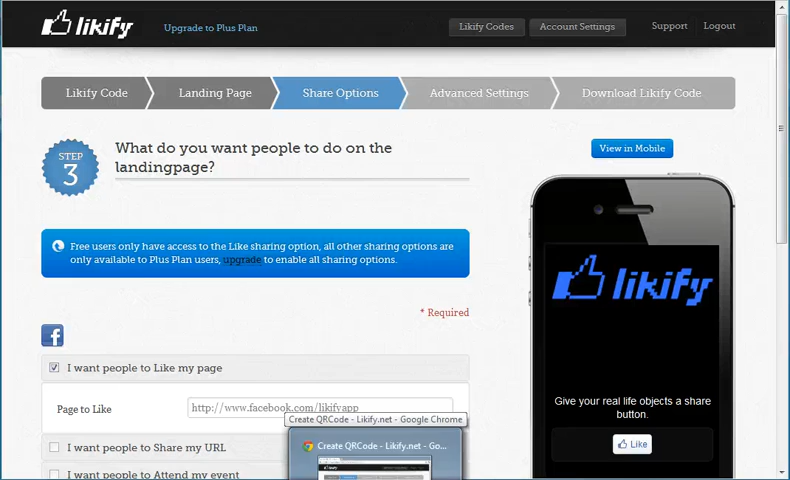 likify
Upgrade to Plus Plan
Likify Codes
Account Settings
Support
Logout
Likify Code
Landing Page
Share Options
Advanced Settings
Download Likify Code
STEP
3
What do you want people to do on the
landingpage?
View in Mobile
Free users only have access to the Like sharing option, all other sharing options are
only available to Plus Plan users, upgrade to enable all sharing options.
* Required
f
I want people to Like my page
Page to Like
http://www.facebook.com/likifyapp
Create QRCode - Likify.net - Google Chrome
Create QRCode - Likify.net - Go...
I want people to Share my URL
I want people to Attend my event
likify
Give your real life objects a share
button.
Like